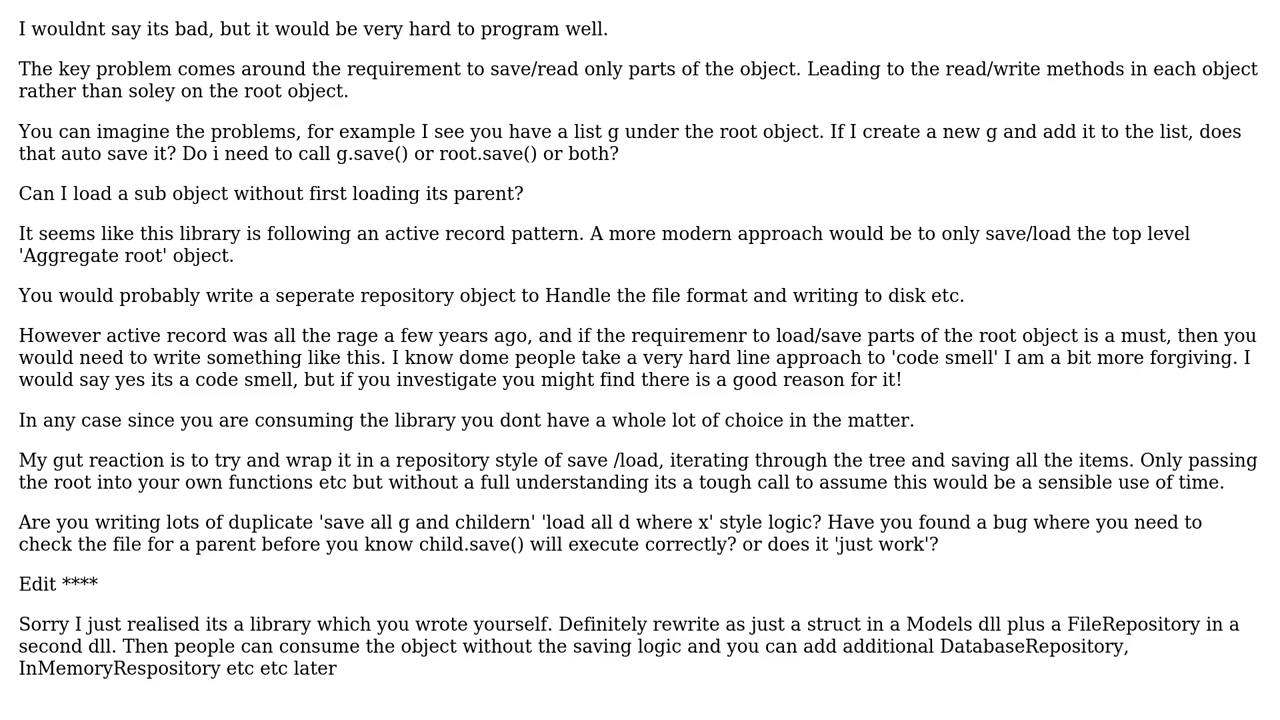 I wouldnt say its bad, but it would be very hard to program well.
The key problem comes around the requirement to save/read only parts of the object. Leading to the read/write methods in each object
rather than soley on the root object.
You can imagine the problems, for example I see you have a list g under the root object. If I create a new g and add it to the list, does
that auto save it? Do i need to call g.save() or root.save() or both?
Can I load a sub object without first loading its parent?
It seems like this library is following an active record pattern. A more modern approach would be to only save/load the top level
'Aggregate root' object.
You would probably write a seperate repository object to Handle the file format and writing to disk etc.
However active record was all the rage a few years ago, and if the requiremenr to load/save parts of the root object is a must, then you
would need to write something like this. I know dome people take a very hard line approach to 'code smell' I am a bit more forgiving. I
would say yes its a code smell, but if you investigate you might find there is a good reason for it!
In any case since you are consuming the library you dont have a whole lot of choice in the matter.
My gut reaction is to try and wrap it in a repository style of save /load, iterating through the tree and saving all the items. Only passing
the root into your own functions etc but without a full understanding its a tough call to assume this would be a sensible use of time.
Are you writing lots of duplicate 'save all g and childern' 'load all d where x' style logic? Have you found a bug where you need to
check the file for a parent before you know child.save() will execute correctly? or does it 'just work'?
Edit ****
Sorry I just realised its a library which you wrote yourself. Definitely rewrite as just a struct in a Models dll plus a FileRepository in a
second dll. Then people can consume the object without the saving logic and you can add additional DatabaseRepository,
InMemoryRespository etc etc later